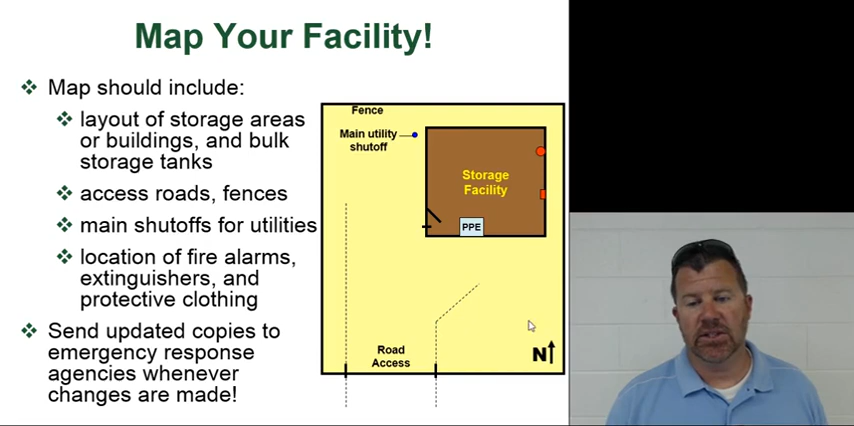 Map Your Facility!
Map should include:
layout of storage areas
or buildings, and bulk
storage tanks
access roads, fences
main shutoffs for utilities
location of fire alarms,
extinguishers, and
protective clothing
Send updated copies to
emergency response
agencies whenever
changes are made!
Fence
Main utility
shutoff
Storage
Facility
PPE
Road
Access
N